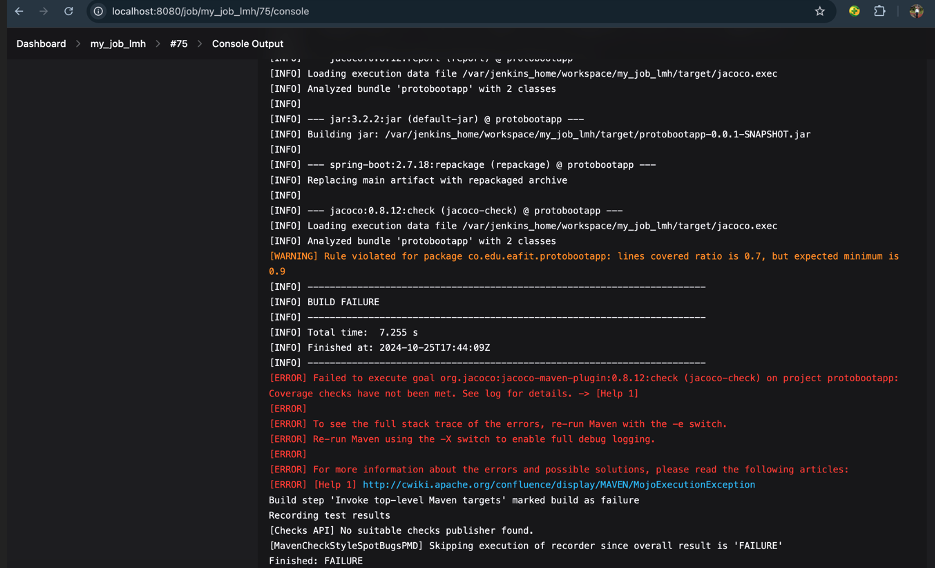 localhost:8080/job/my_job_lmh/75/console
Dashboard > my_job_lmh > #75 > Console Output
[INFO] --- jacoco:0.8.12:report (report) @ protobootapp
[INFO] Loading execution data file /var/jenkins_home/workspace/my_job_lmh/target/jacoco.exec
[INFO] Analyzed bundle 'protobootapp' with 2 classes
[INFO]
[INFO] --- jar:3.2.2:jar (default-jar) @ protobootapp ---
[INFO] Building jar: /var/jenkins_home/workspace/my_job_lmh/target/protobootapp-0.0.1-SNAPSHOT.jar
[INFO]
[INFO] --- spring-boot:2.7.18:repackage (repackage) @ protobootapp ---
[INFO] Replacing main artifact with repackaged archive
[INFO]
[INFO] --- jacoco:0.8.12:check (jacoco-check) @ protobootapp ---
[INFO] Loading execution data file /var/jenkins_home/workspace/my_job_lmh/target/jacoco.exec
[INFO] Analyzed bundle 'protobootapp' with 2 classes
[WARNING] Rule violated for package co.edu.eafit.protobootapp: lines covered ratio is 0.7, but expected minimum is
0.9
[INFO] ------------------------------------------------------------------------
[INFO] BUILD FAILURE
[INFO] ------------------------------------------------------------------------
[INFO] Total time:  7.255 s
[INFO] Finished at: 2024-10-25T17:44:09Z
[INFO] ------------------------------------------------------------------------
[ERROR] Failed to execute goal org.jacoco:jacoco-maven-plugin:0.8.12:check (jacoco-check) on project protobootapp:
Coverage checks have not been met. See log for details. -> [Help 1]
[ERROR]
[ERROR] To see the full stack trace of the errors, re-run Maven with the -e switch.
[ERROR] Re-run Maven using the -X switch to enable full debug logging.
[ERROR]
[ERROR] For more information about the errors and possible solutions, please read the following articles:
[ERROR] [Help 1] http://cwiki.apache.org/confluence/display/MAVEN/MojoExecutionException
Build step 'Invoke top-level Maven targets' marked build as failure
Recording test results
[Checks API] No suitable checks publisher found.
[MavenCheckStyleSpotBugsPMD] Skipping execution of recorder since overall result is 'FAILURE'
Finished: FAILURE